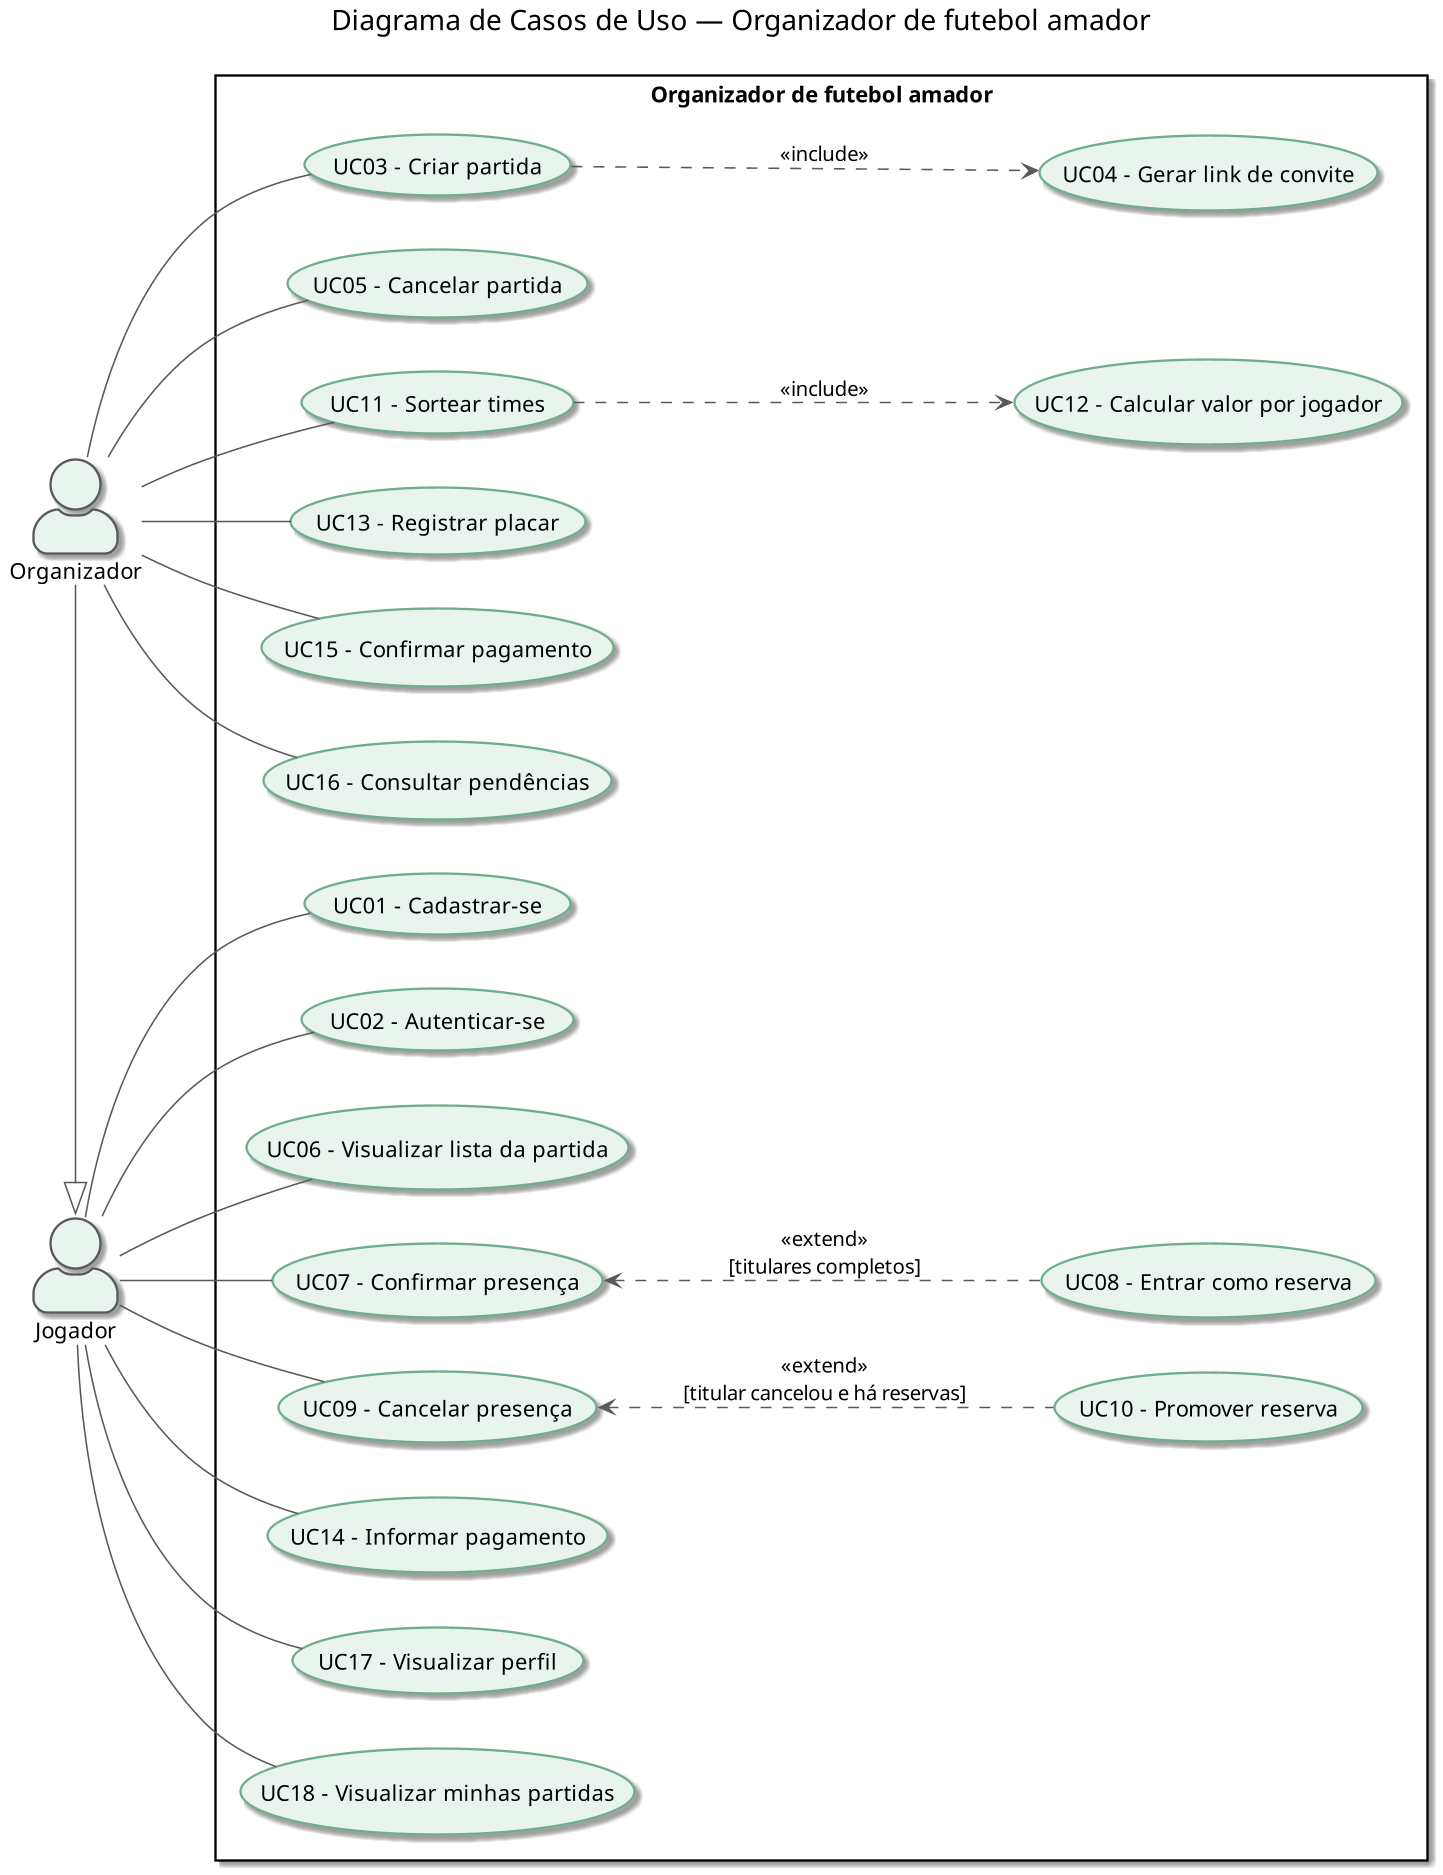 Diagrama de Casos de Uso — Organizador de futebol amador
Organizador de futebol amador
UC03 - Criar partida
«include»
UC04 - Gerar link de convite
UC05 - Cancelar partida
UC11 - Sortear times
«include»
UC12 - Calcular valor por jogador
UC13 - Registrar placar
Organizador
UC15 - Confirmar pagamento
UC16 - Consultar pendências
UC01 - Cadastrar-se
UC02 - Autenticar-se
UC06 - Visualizar lista da partida
UC07 - Confirmar presença
«extend»
[titulares completos]
UC08 - Entrar como reserva
Jogador
UC09 - Cancelar presença
«extend»
[titular cancelou e há reservas]
UC10 - Promover reserva
UC14 - Informar pagamento
UC17 - Visualizar perfil
UC18 - Visualizar minhas partidas